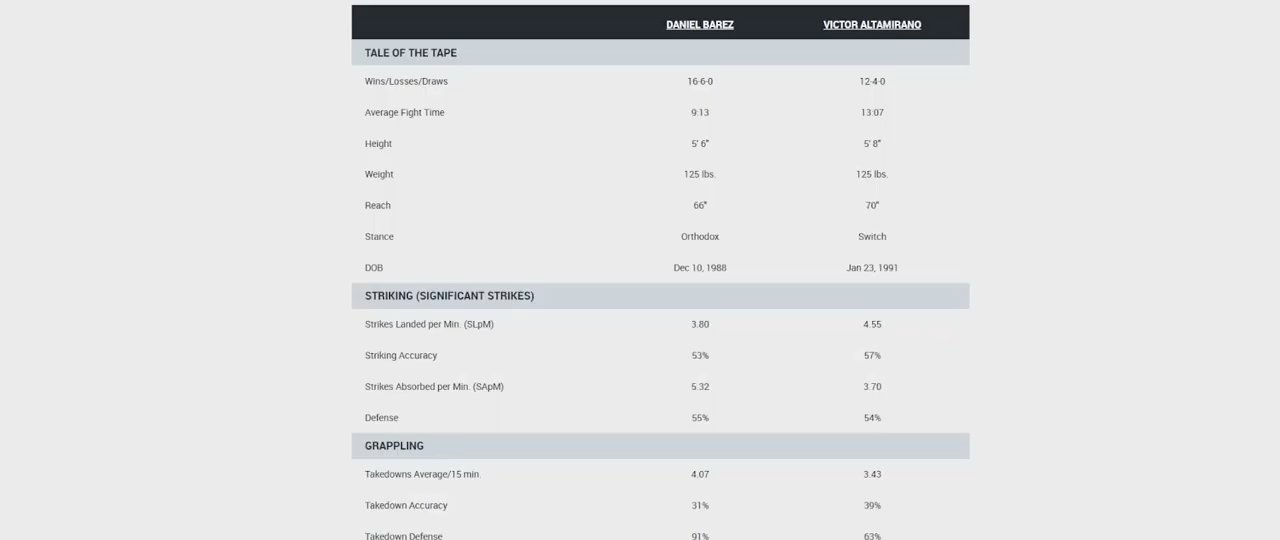 DANIEL BAREZ VICTOR ALTAMIRANO
TALE OF THE TAPE
Wins/Losses/Draws 16-6-0 12-4-0
Average Fight Time 9:13 13:07
Height 5' 6" 5' 8"
Weight 125 lbs. 125 lbs.
Reach 66" 70"
Stance Orthodox Switch
DOB Dec 10, 1988 Jan 23, 1991
STRIKING (SIGNIFICANT STRIKES)
Strikes Landed per Min. (SLpM) 3.80 4.55
Striking Accuracy 53% 57%
Strikes Absorbed per Min. (SApM) 5.32 3.70
Defense 55% 54%
GRAPPLING
Takedowns Average/15 min. 4.07 3.43
Takedown Accuracy 31% 39%
Takedown Defense 91% 63%